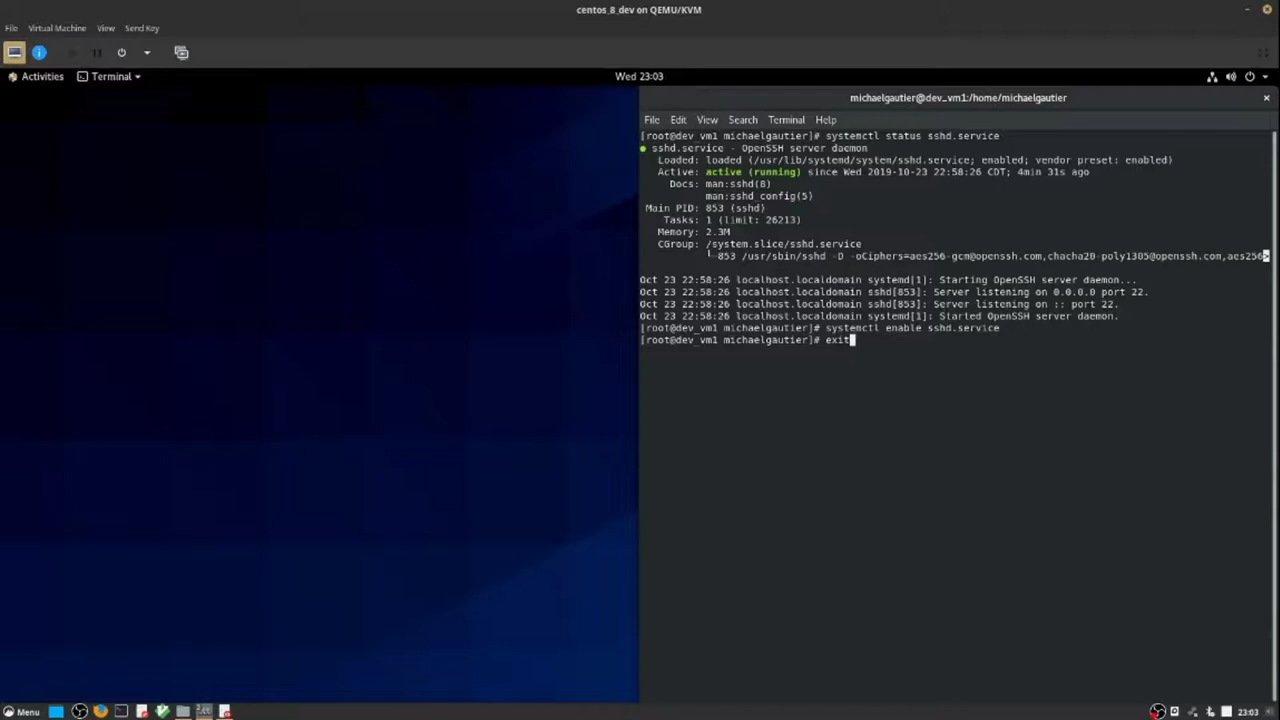 centos_8_dev on QEMU/KVM
File Virtual Machine View Send Key
Activities Terminal Wed 23:03
michaelgautier@dev_vm1:/home/michaelgautier
File Edit View Search Terminal Help
[root@dev_vm1 michaelgautier]# systemctl status sshd.service
● sshd.service - OpenSSH server daemon
Loaded: loaded (/usr/lib/systemd/system/sshd.service; enabled; vendor preset: enabled)
Active: active (running) since Wed 2019-10-23 22:58:26 CDT; 4min 31s ago
Docs: man:sshd(8)
man:sshd_config(5)
Main PID: 853 (sshd)
Tasks: 1 (limit: 26213)
Memory: 2.3M
CGroup: /system.slice/sshd.service
└─853 /usr/sbin/sshd -D -oCiphers=aes256-gcm@openssh.com,chacha20-poly1305@openssh.com,aes256>
Oct 23 22:58:26 localhost.localdomain systemd[1]: Starting OpenSSH server daemon...
Oct 23 22:58:26 localhost.localdomain sshd[853]: Server listening on 0.0.0.0 port 22.
Oct 23 22:58:26 localhost.localdomain sshd[853]: Server listening on :: port 22.
Oct 23 22:58:26 localhost.localdomain systemd[1]: Started OpenSSH server daemon.
[root@dev_vm1 michaelgautier]# systemctl enable sshd.service
[root@dev_vm1 michaelgautier]# exit
Menu 23:03